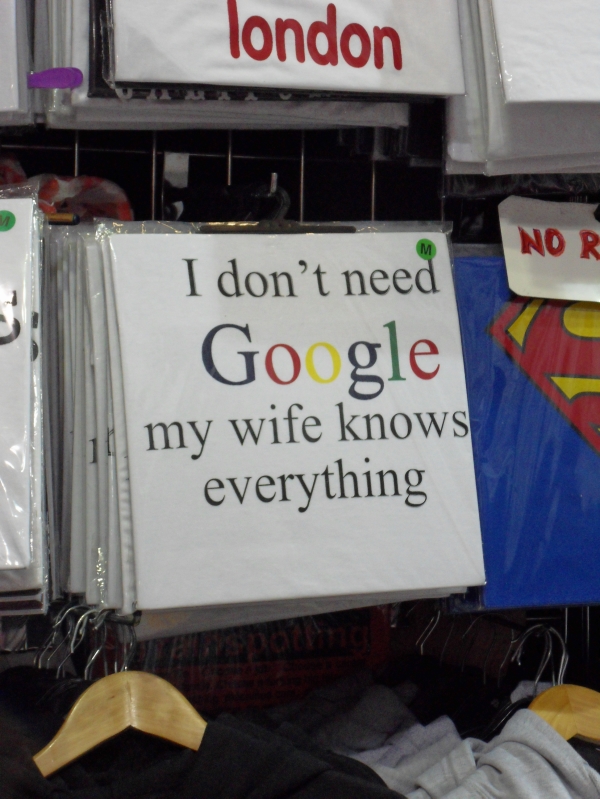 london
NO R
M
I don't need
Google
my wife knows
everything